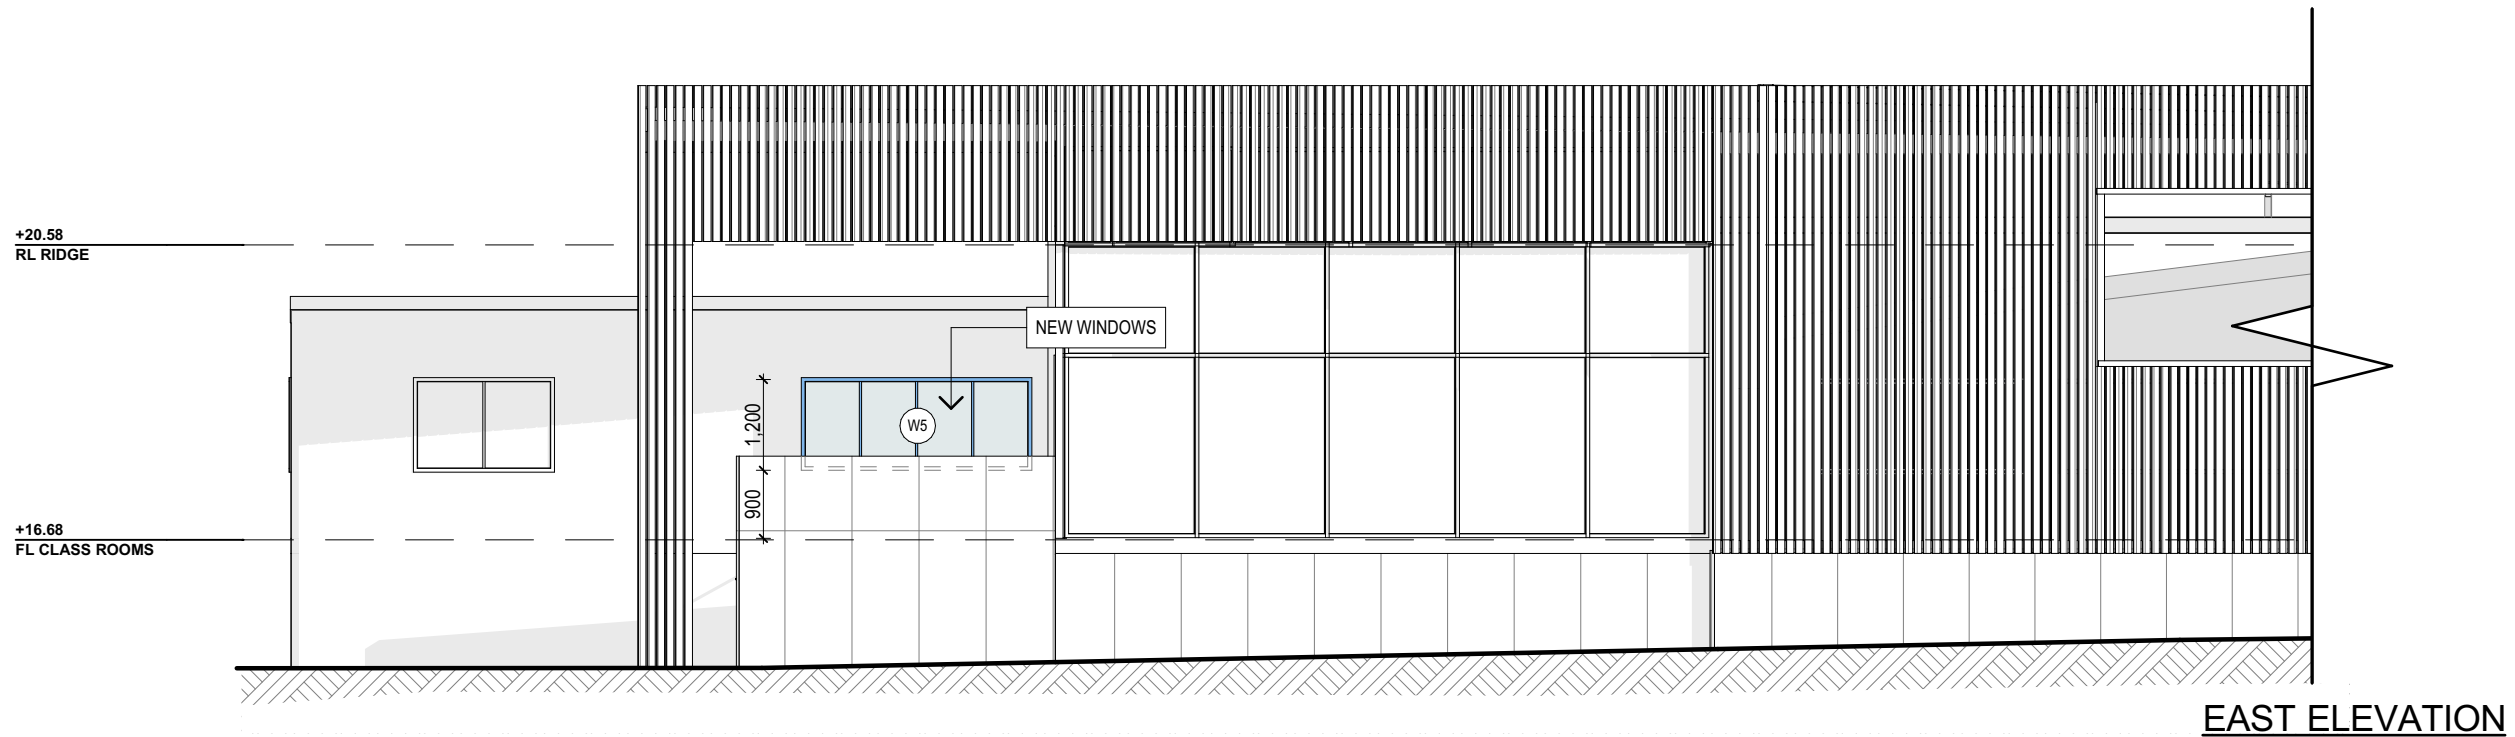 +20.58
RL RIDGE
NEW WINDOWS
1,200
W5
900
+16.68
FL CLASS ROOMS
EAST ELEVATION